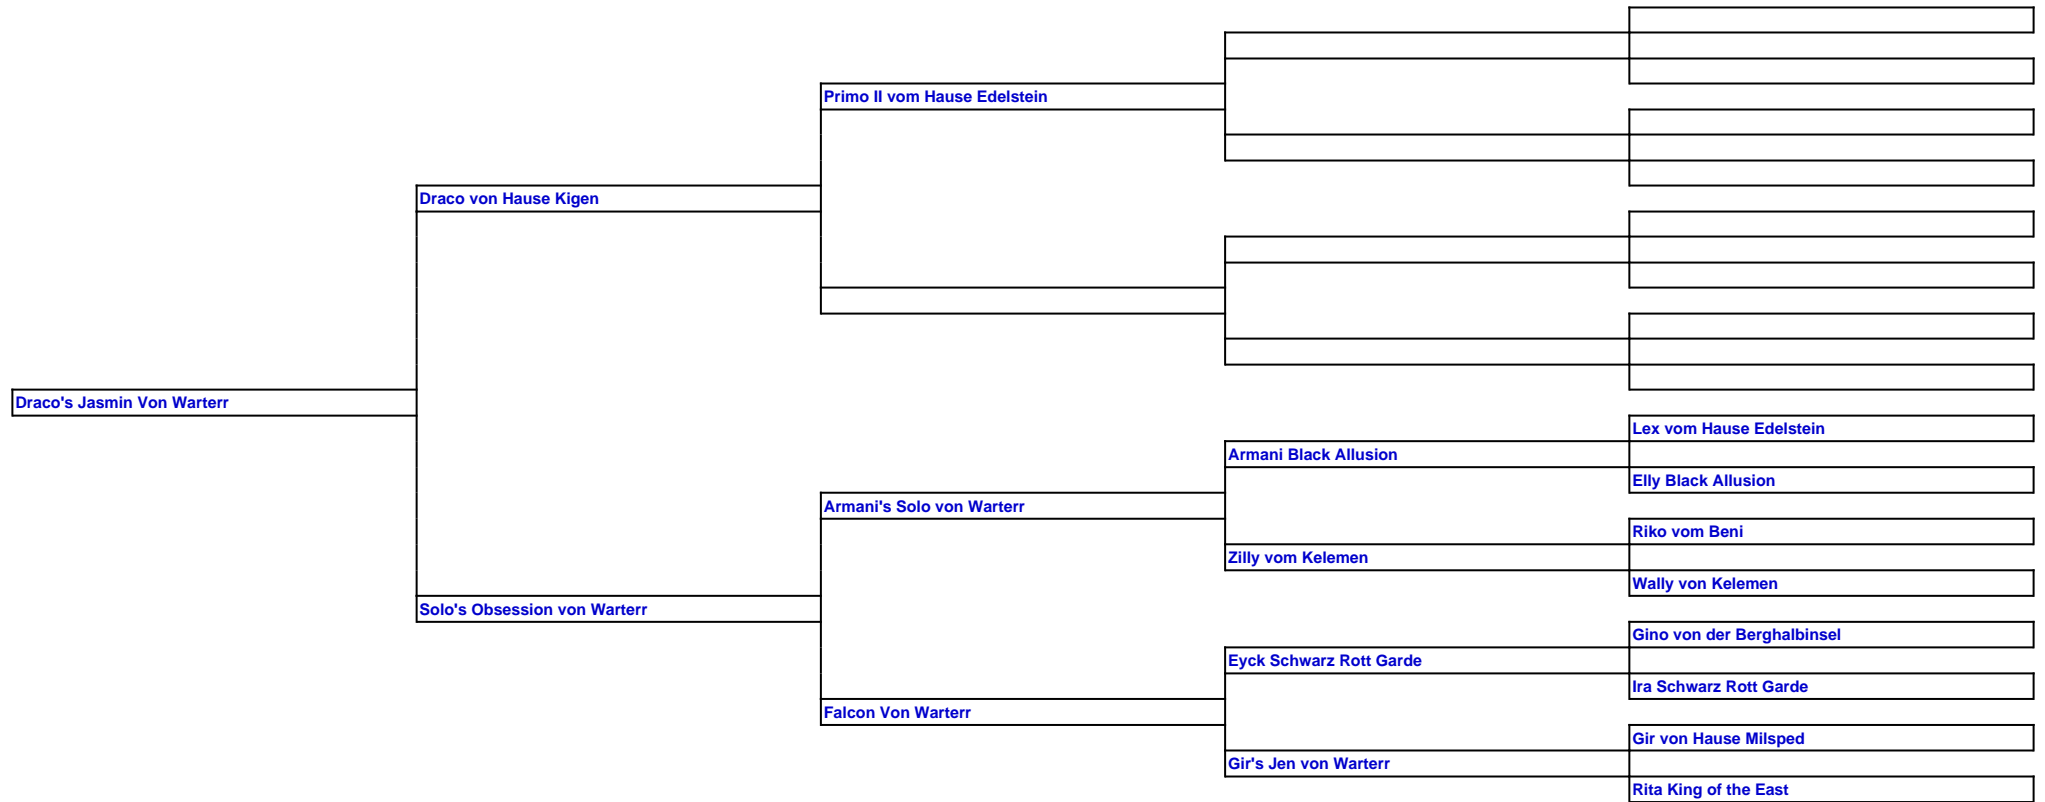 Primo II vom Hause Edelstein
Draco von Hause Kigen
Draco's Jasmin Von Warterr
Lex vom Hause Edelstein
Armani Black Allusion
Elly Black Allusion
Armani's Solo von Warterr
Riko vom Beni
Zilly vom Kelemen
Wally von Kelemen
Solo's Obsession von Warterr
Gino von der Berghalbinsel
Eyck Schwarz Rott Garde
Ira Schwarz Rott Garde
Falcon Von Warterr
Gir von Hause Milsped
Gir's Jen von Warterr
Rita King of the East